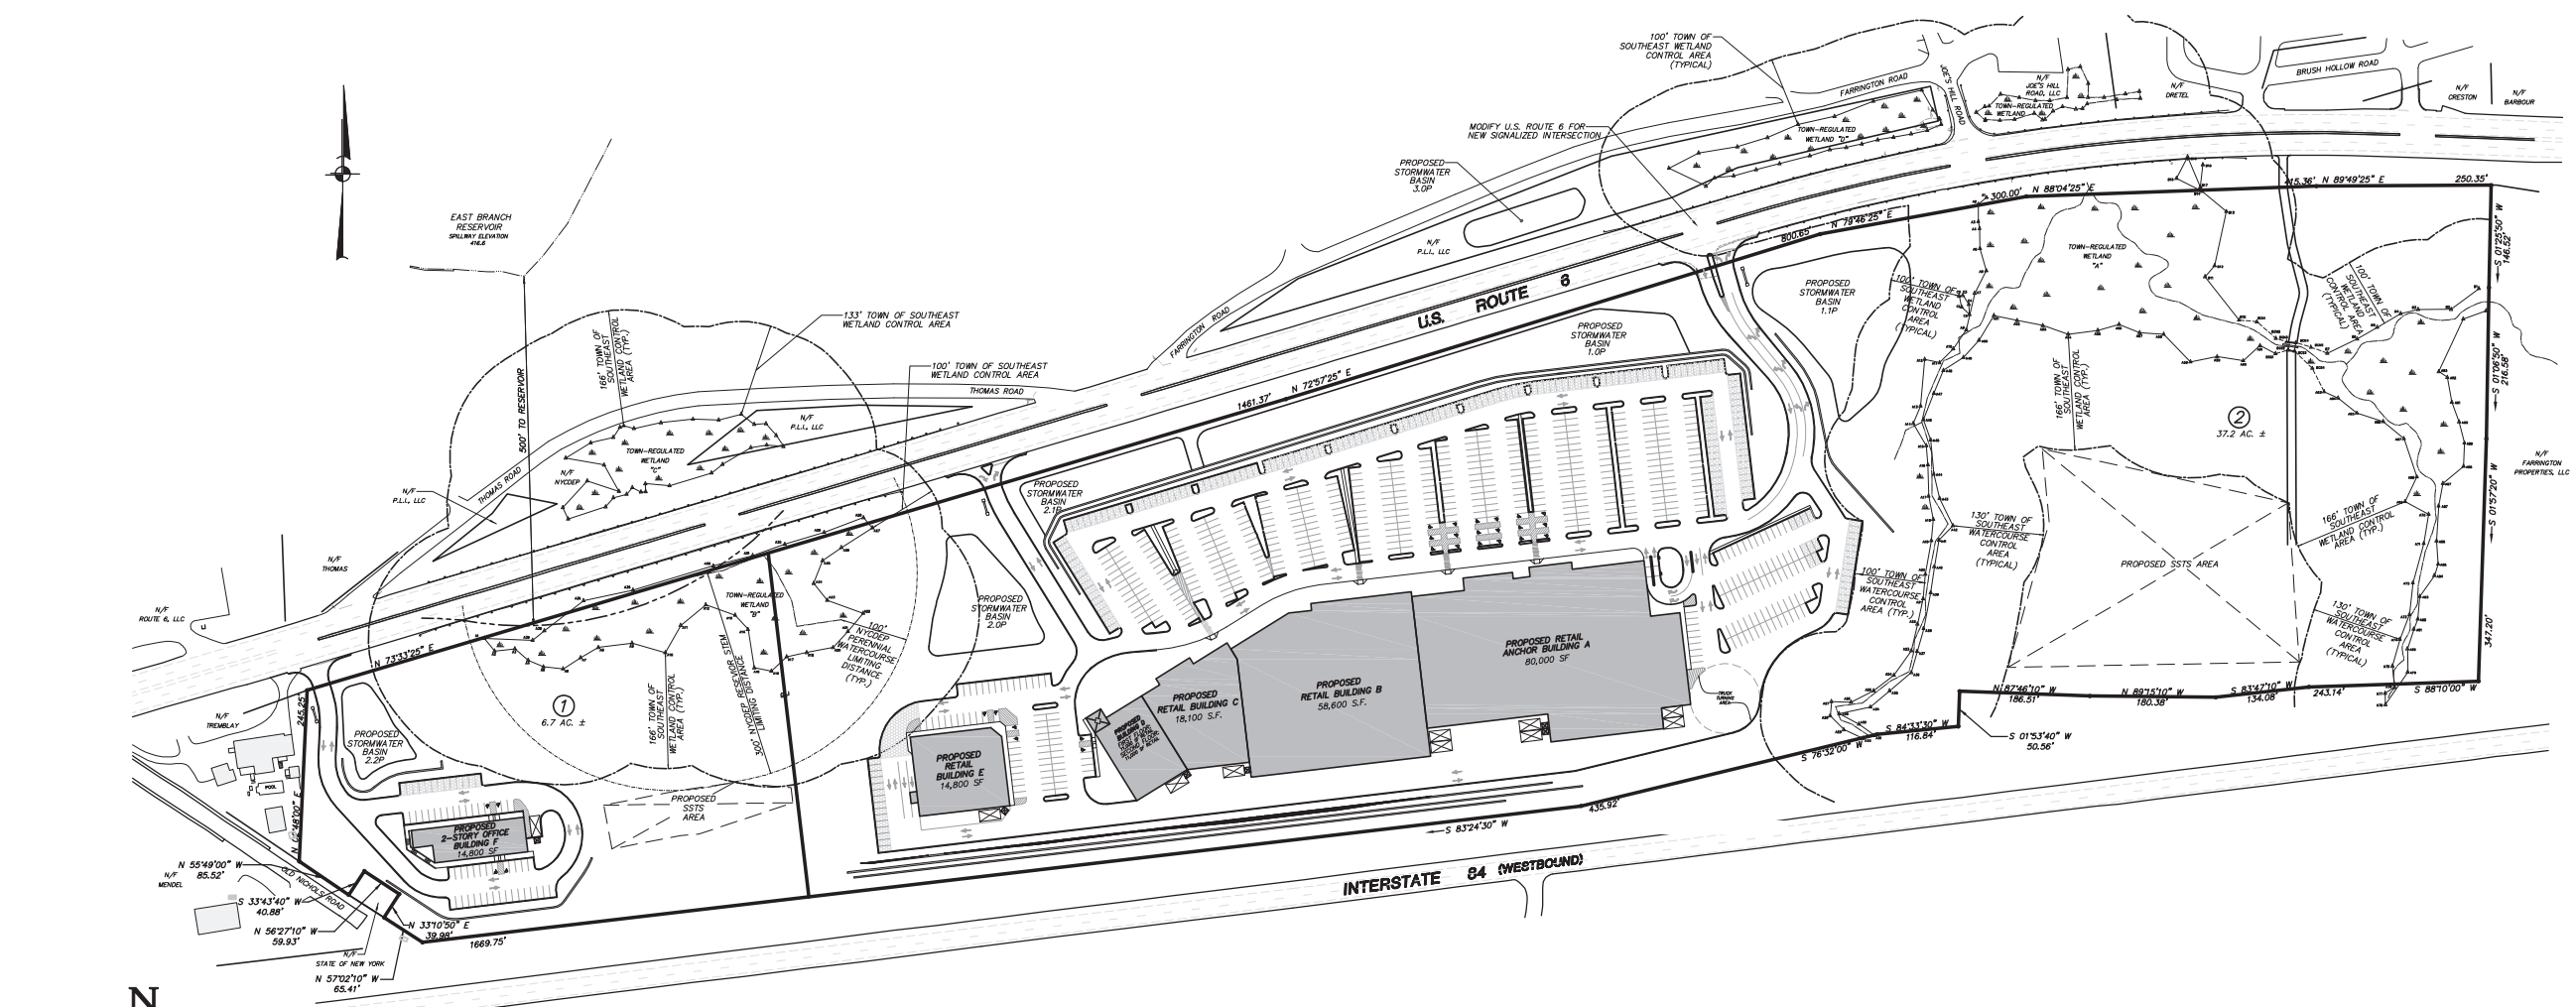 100' TOWN OF
SOUTHEAST WETLAND
CONTROL AREA
(TYPICAL)
FARRINGTON ROAD
JOE'S HILL ROAD
N/F
JOE'S HILL
ROAD, LLC
TOWN-REGULATED
WETLAND
N/F
DRETEL
BRUSH HOLLOW ROAD
N/F
CRESTON
N/F
BARBOUR
MODIFY U.S. ROUTE 6 FOR
NEW SIGNALIZED INTERSECTION
TOWN-REGULATED
WETLAND "D"
PROPOSED
STORMWATER
BASIN
3.0P
N/F
P.L.I., LLC
EAST BRANCH
RESERVOIR
SPILLWAY ELEVATION
416.6
500' TO RESERVOIR
800.65'
N 79°46'25" E
300.00'
N 88°04'25" E
415.36'
N 89°49'25" E
250.35'
S 01°25'50" W
146.52'
TOWN-REGULATED
WETLAND
"A"
133' TOWN OF SOUTHEAST
WETLAND CONTROL AREA
166' TOWN OF
SOUTHEAST
WETLAND CONTROL
AREA (TYP.)
100' TOWN OF SOUTHEAST
WETLAND CONTROL AREA
THOMAS ROAD
FARRINGTON ROAD
U.S. ROUTE 6
PROPOSED
STORMWATER
BASIN
1.0P
PROPOSED
STORMWATER
BASIN
1.1P
100' TOWN OF
SOUTHEAST
WETLAND
CONTROL
AREA
(TYPICAL)
100' TOWN OF
SOUTHEAST
WETLAND
CONTROL AREA
(TYPICAL)
166' TOWN OF
SOUTHEAST
WETLAND CONTROL
AREA (TYP.)
S 01°06'50" W
216.58'
1461.37'
N 72°57'25" E
N/F
P.L.I., LLC
TOWN-REGULATED
WETLAND
"C"
N/F
NYCDEP
THOMAS ROAD
N/F
P.L.I., LLC
2
37.2 AC. ±
N/F
FARRINGTON
PROPERTIES, LLC
S 01°57'20" W
PROPOSED
STORMWATER
BASIN
2.1P
130' TOWN OF
SOUTHEAST
WATERCOURSE
CONTROL
AREA
(TYPICAL)
166' TOWN OF
SOUTHEAST
WETLAND CONTROL
AREA (TYP.)
PROPOSED SSTS AREA
N/F
THOMAS
N/F
ROUTE 6, LLC
TOWN-REGULATED
WETLAND
"B"
PROPOSED
STORMWATER
BASIN
2.0P
100' TOWN OF
SOUTHEAST
WATERCOURSE
CONTROL
AREA (TYP.)
130' TOWN OF
SOUTHEAST
WATERCOURSE
CONTROL
AREA
(TYPICAL)
347.20'
N 73°33'25" E
100'
NYCDEP
PERENNIAL
WATERCOURSE
LIMITING
DISTANCE
(TYP.)
300' NYCDEP RESERVOIR STEM
LIMITING DISTANCE
166' TOWN OF
SOUTHEAST
WETLAND CONTROL
AREA (TYP.)
1
6.7 AC. ±
PROPOSED RETAIL
ANCHOR BUILDING A
80,000 SF
PROPOSED
RETAIL BUILDING B
58,600 S.F.
PROPOSED
RETAIL BUILDING C
18,100 S.F.
PROPOSED
RETAIL
BUILDING E
14,800 SF
TRUCK
TURNING
AREA
N 87°46'10" W
186.51'
N 89°15'10" W
180.38'
S 83°47'10" W
134.08'
243.14'
S 88°10'00" W
S 84°33'30" W
116.84'
S 01°53'40" W
50.56'
S 76°32'00" W
245.25'
N/F
TREMBLAY
PROPOSED
STORMWATER
BASIN
2.2P
POOL
PROPOSED
SSTS
AREA
PROPOSED
2-STORY OFFICE
BUILDING F
14,800 SF
435.92'
S 83°24'30" W
INTERSTATE 84 (WESTBOUND)
N 55°49'00" W
85.52'
N/F
MENDEL
OLD NICHOLS ROAD
S 33°43'40" W
40.88'
N 56°27'10" W
59.93'
N 33°10'50" E
39.98'
1669.75'
N/F
STATE OF NEW YORK
N 57°02'10" W
65.41'
N